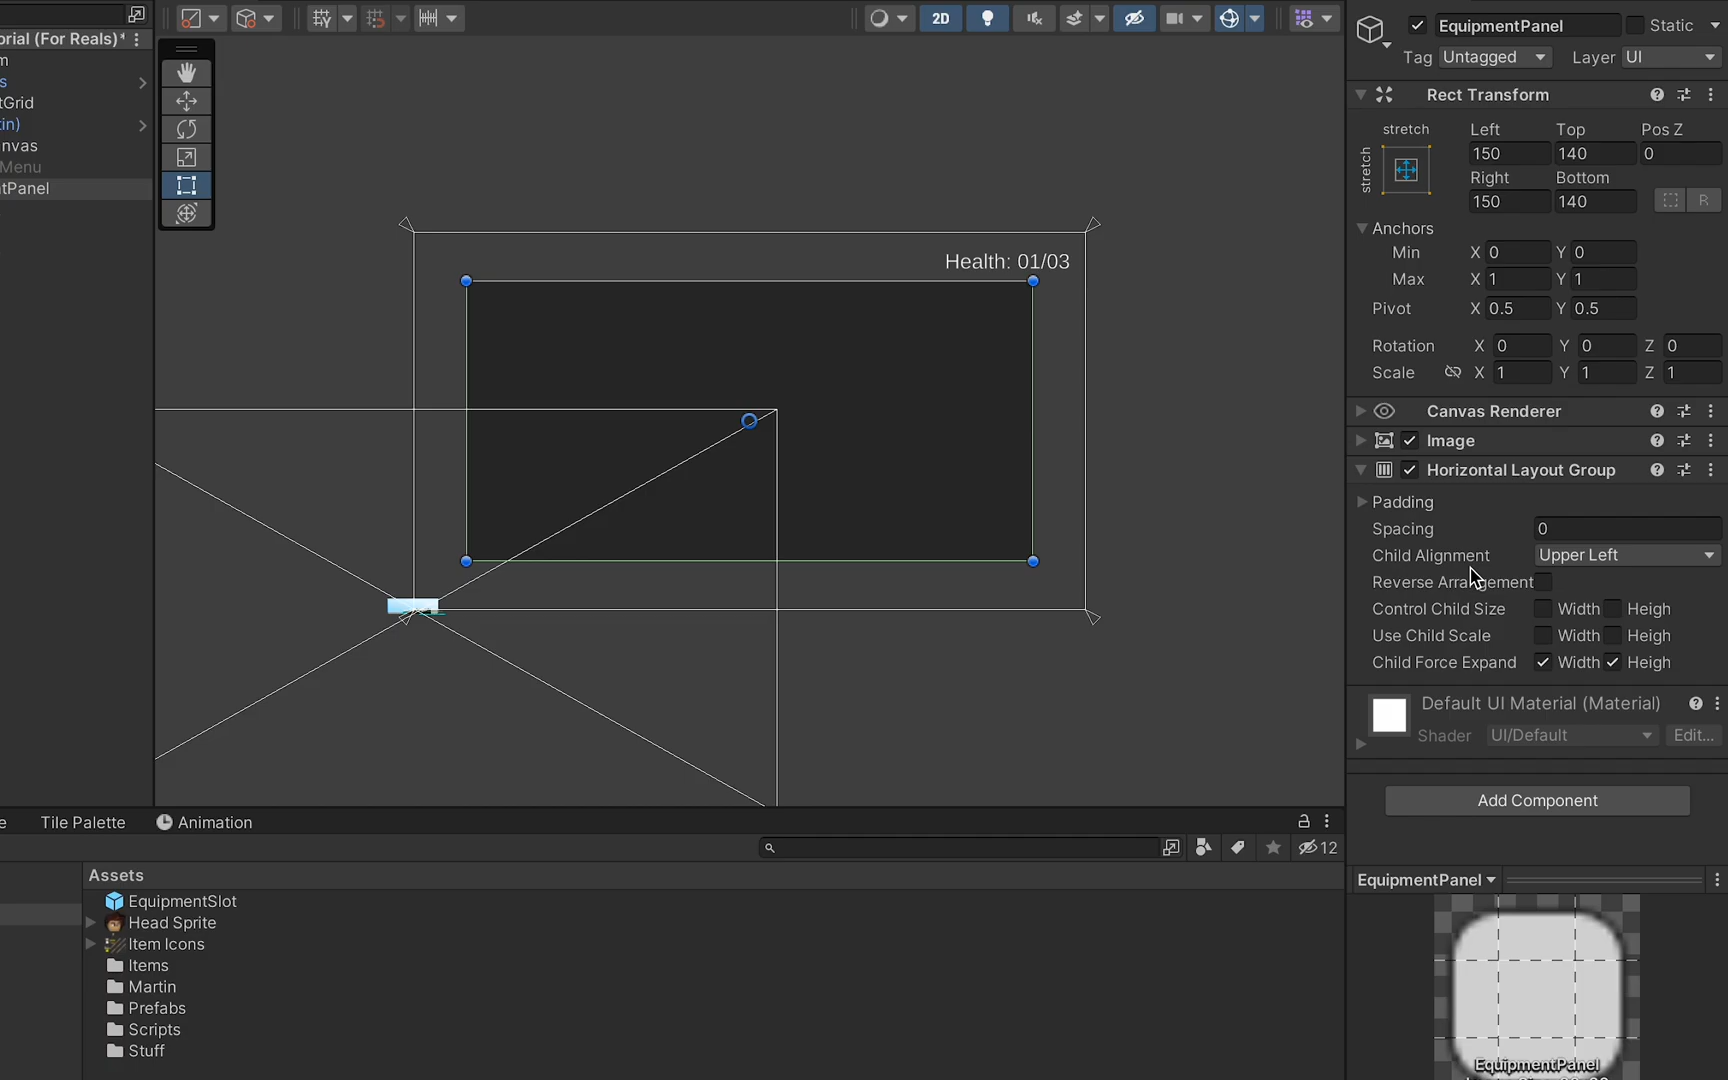 orial (For Reals)*
m
s
tGrid
tin)
nvas
Menu
tPanel
2D
Health: 01/03
EquipmentPanel
Static
Tag Untagged Layer UI
Rect Transform
stretch
stretch
Left Top Pos Z
150 140 0
Right Bottom
150 140
R
Anchors
Min X 0 Y 0
Max X 1 Y 1
Pivot X 0.5 Y 0.5
Rotation X 0 Y 0 Z 0
Scale X 1 Y 1 Z 1
Canvas Renderer
Image
Horizontal Layout Group
Padding
Spacing 0
Child Alignment Upper Left
Reverse Arrangement
Control Child Size Width Heigh
Use Child Scale Width Heigh
Child Force Expand Width Heigh
Default UI Material (Material)
Shader UI/Default Edit...
Add Component
EquipmentPanel
EquipmentPanel
e Tile Palette Animation
12
Assets
EquipmentSlot
Head Sprite
Item Icons
Items
Martin
Prefabs
Scripts
Stuff